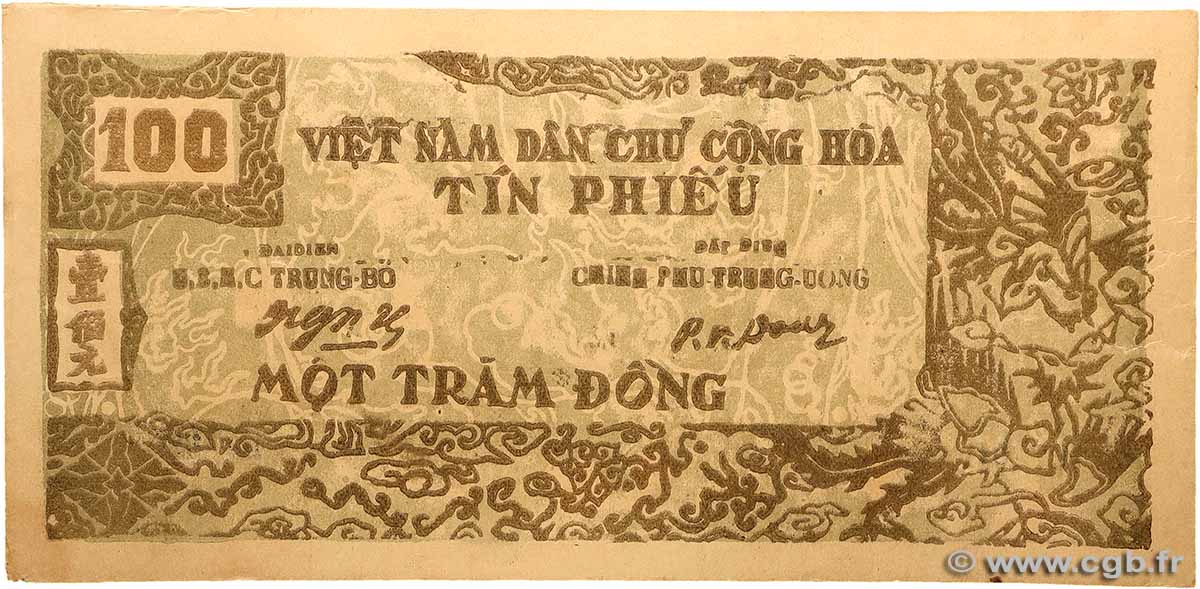 100
VIỆT NAM DÂN CHỦ CỘNG HÒA
TÍN PHIẾU
ĐẠI DIỆN
ĐẠI DIỆN
U.B.H.C TRUNG-BỘ
CHÍNH PHỦ-TRUNG-ƯƠNG
壹佰元
MỘT TRĂM ĐỒNG
© www.cgb.fr